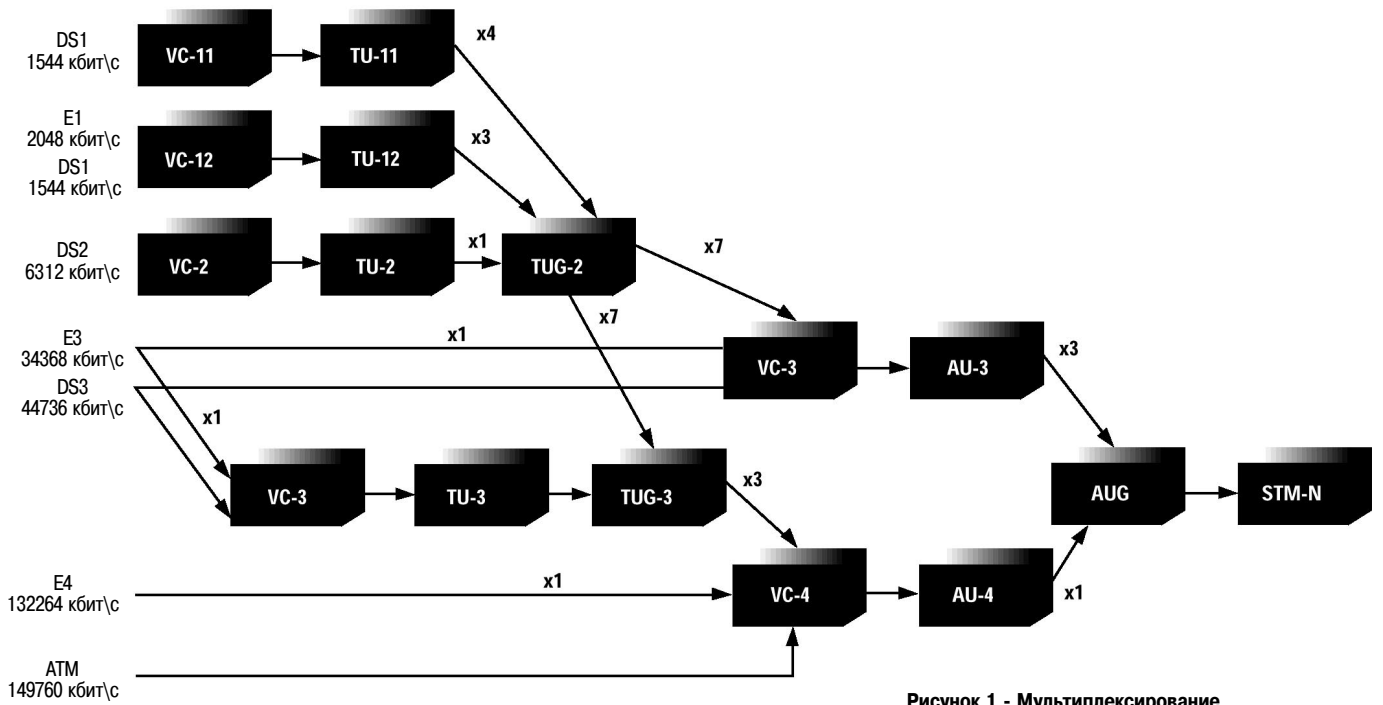 DS1
1544 кбит\с
VC-11
TU-11
x4
E1
2048 кбит\с
DS1
1544 кбит\с
VC-12
TU-12
x3
DS2
6312 кбит\с
VC-2
TU-2
x1
TUG-2
x7
x7
E3
34368 кбит\с
x1
DS3
44736 кбит\с
x1
VC-3
AU-3
x3
VC-3
TU-3
TUG-3
x3
AUG
STM-N
E4
132264 кбит\с
x1
VC-4
AU-4
x1
ATM
149760 кбит\с
Рисунок 1 - Мультиплексирование